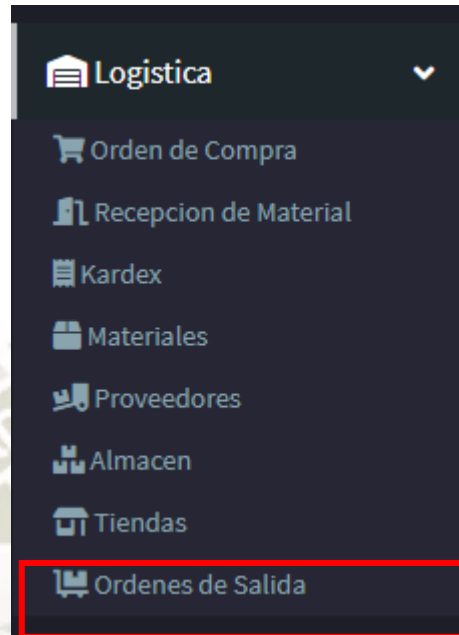 Logistica
Orden de Compra
Recepcion de Material
Kardex
Materiales
Proveedores
Almacen
Tiendas
Ordenes de Salida